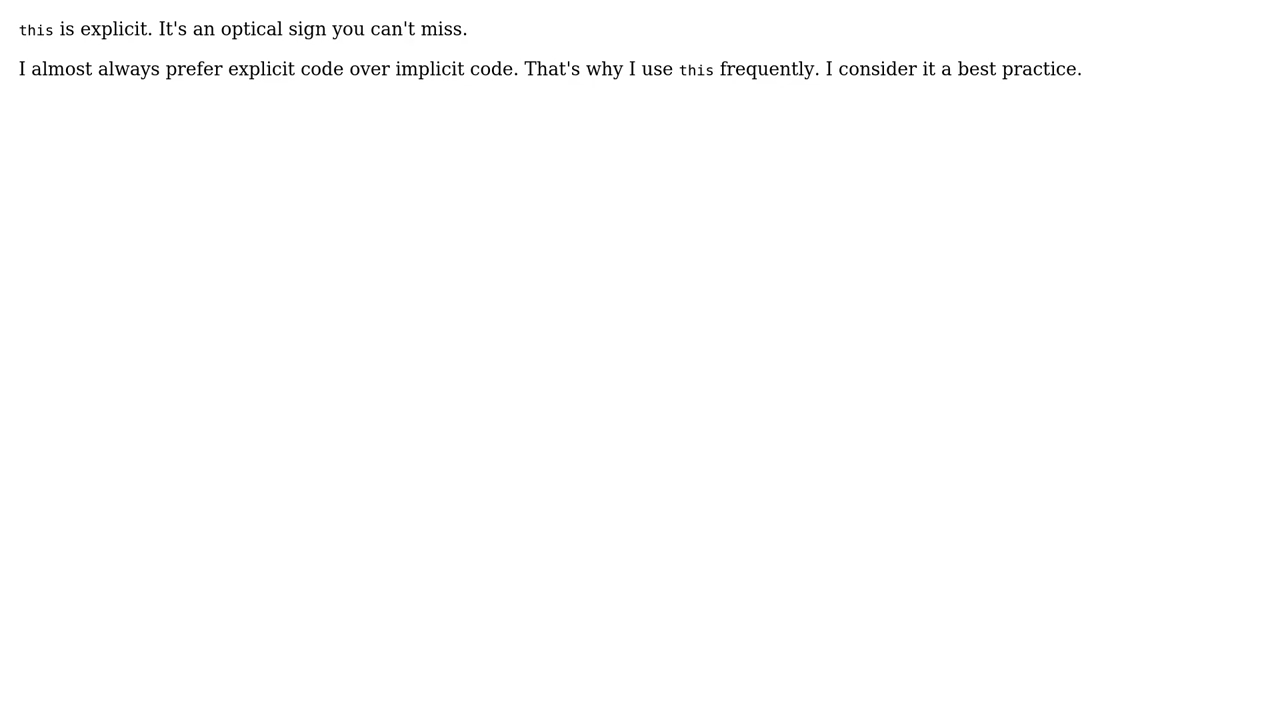 this is explicit. It's an optical sign you can't miss.
I almost always prefer explicit code over implicit code. That's why I use this frequently. I consider it a best practice.